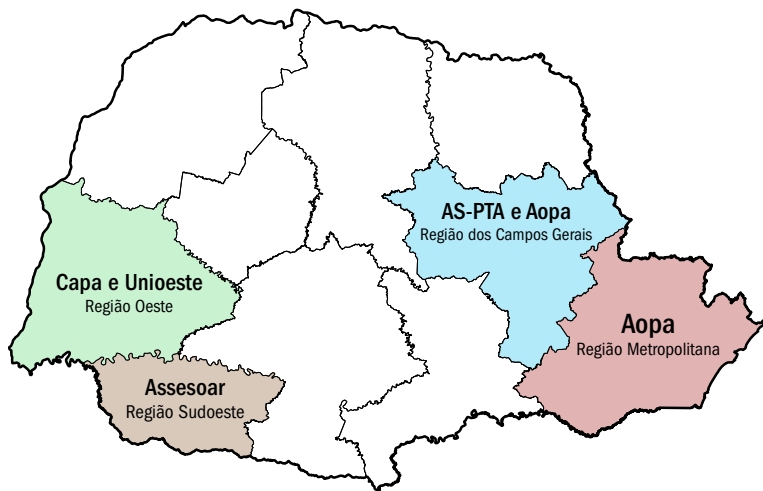 AS-PTA e Aopa
Região dos Campos Gerais
Capa e Unioeste
Região Oeste
Aopa
Região Metropolitana
Assesoar
Região Sudoeste